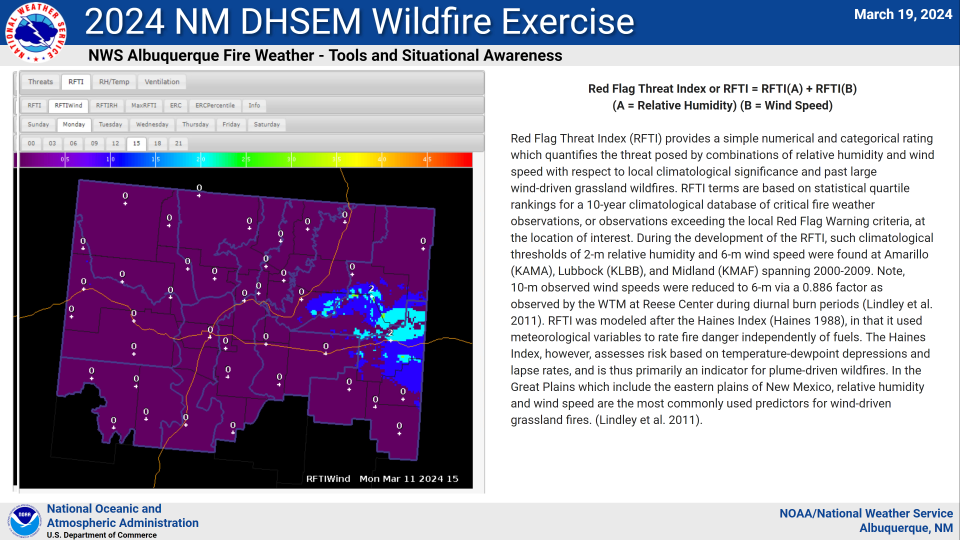 2024 NM DHSEM Wildfire Exercise
March 19, 2024
NATIONAL WEATHER SERVICE
NWS Albuquerque Fire Weather - Tools and Situational Awareness
Threats RFTI RH/Temp Ventilation
RFTI RFTIWind RFTIRH MaxRFTI ERC ERCPercentile Info
Sunday Monday Tuesday Wednesday Thursday Friday Saturday
00 03 06 09 12 15 18 21
0.5 1.0 1.5 2.0 2.5 3.0 3.5 4.0 4.5
RFTIWind Mon Mar 11 2024 15
Red Flag Threat Index or RFTI = RFTI(A) + RFTI(B)
(A = Relative Humidity) (B = Wind Speed)
Red Flag Threat Index (RFTI) provides a simple numerical and categorical rating
which quantifies the threat posed by combinations of relative humidity and wind
speed with respect to local climatological significance and past large
wind-driven grassland wildfires. RFTI terms are based on statistical quartile
rankings for a 10-year climatological database of critical fire weather
observations, or observations exceeding the local Red Flag Warning criteria, at
the location of interest. During the development of the RFTI, such climatological
thresholds of 2-m relative humidity and 6-m wind speed were found at Amarillo
(KAMA), Lubbock (KLBB), and Midland (KMAF) spanning 2000-2009. Note,
10-m observed wind speeds were reduced to 6-m via a 0.886 factor as
observed by the WTM at Reese Center during diurnal burn periods (Lindley et al.
2011). RFTI was modeled after the Haines Index (Haines 1988), in that it used
meteorological variables to rate fire danger independently of fuels. The Haines
Index, however, assesses risk based on temperature-dewpoint depressions and
lapse rates, and is thus primarily an indicator for plume-driven wildfires. In the
Great Plains which include the eastern plains of New Mexico, relative humidity
and wind speed are the most commonly used predictors for wind-driven
grassland fires. (Lindley et al. 2011).
NOAA
National Oceanic and
Atmospheric Administration
U.S. Department of Commerce
NOAA/National Weather Service
Albuquerque, NM